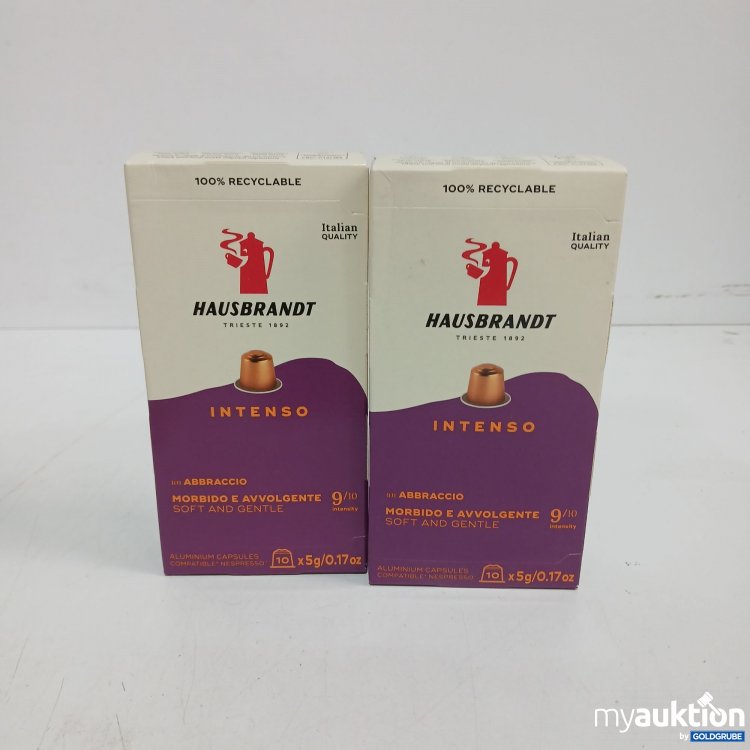 100% RECYCLABLE
Italian
QUALITY
HAUSBRANDT
TRIESTE 1892
INTENSO
un ABBRACCIO
MORBIDO E AVVOLGENTE
SOFT AND GENTLE
9/10
intensity
ALUMINIUM CAPSULES
COMPATIBLE* NESPRESSO
10 x5g/0.17oz
100% RECYCLABLE
Italian
QUALITY
HAUSBRANDT
TRIESTE 1892
INTENSO
un ABBRACCIO
MORBIDO E AVVOLGENTE
SOFT AND GENTLE
9/10
intensity
ALUMINIUM CAPSULES
COMPATIBLE* NESPRESSO
10 x5g/0.17oz
myauktion
by GOLDGRUBE